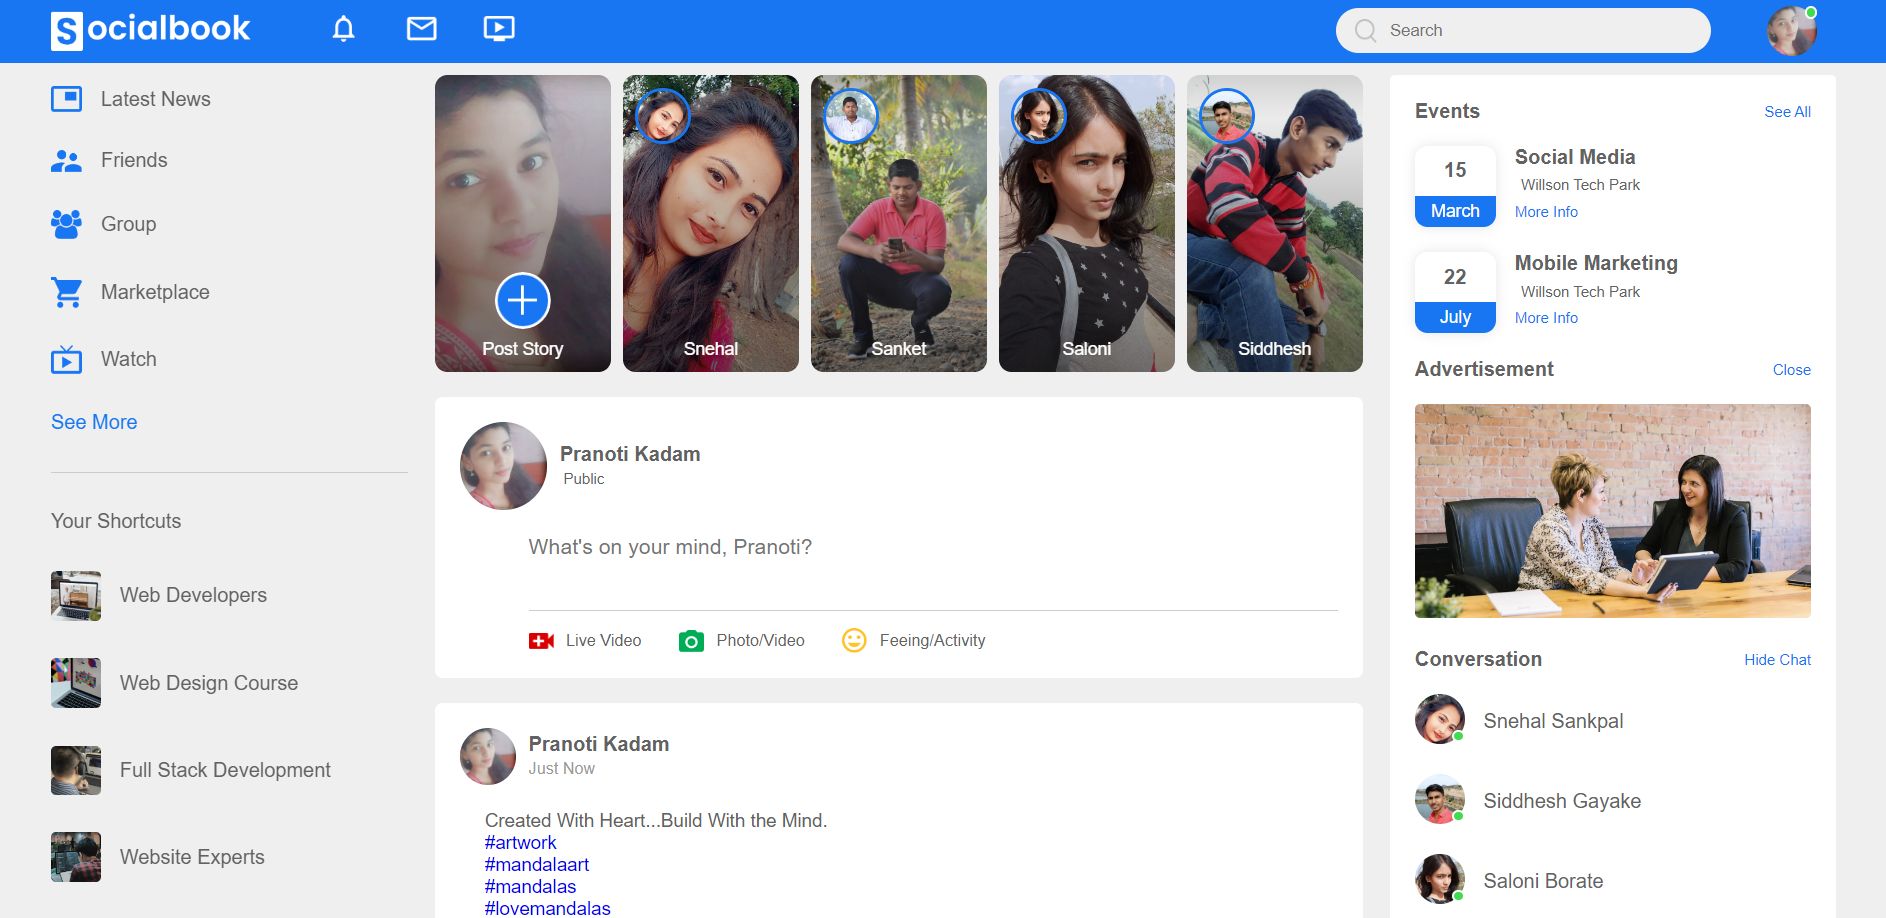 Socialbook
Search
Latest News
Friends
Group
Marketplace
Watch
See More
Your Shortcuts
Web Developers
Web Design Course
Full Stack Development
Website Experts
Post Story
Snehal
Sanket
Saloni
Siddhesh
Pranoti Kadam
Public
What's on your mind, Pranoti?
Live Video
Photo/Video
Feeing/Activity
Pranoti Kadam
Just Now
Created With Heart...Build With the Mind.
#artwork
#mandalaart
#mandalas
#lovemandalas
Events
See All
15
March
Social Media
Willson Tech Park
More Info
22
July
Mobile Marketing
Willson Tech Park
More Info
Advertisement
Close
Conversation
Hide Chat
Snehal Sankpal
Siddhesh Gayake
Saloni Borate